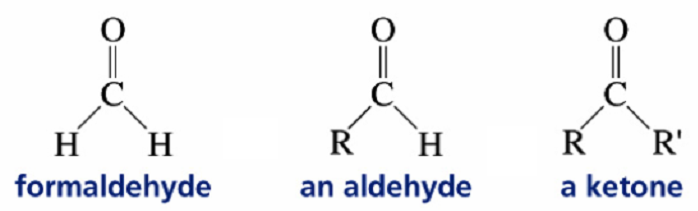 O O O
C C C
H H R H R R'
formaldehyde an aldehyde a ketone